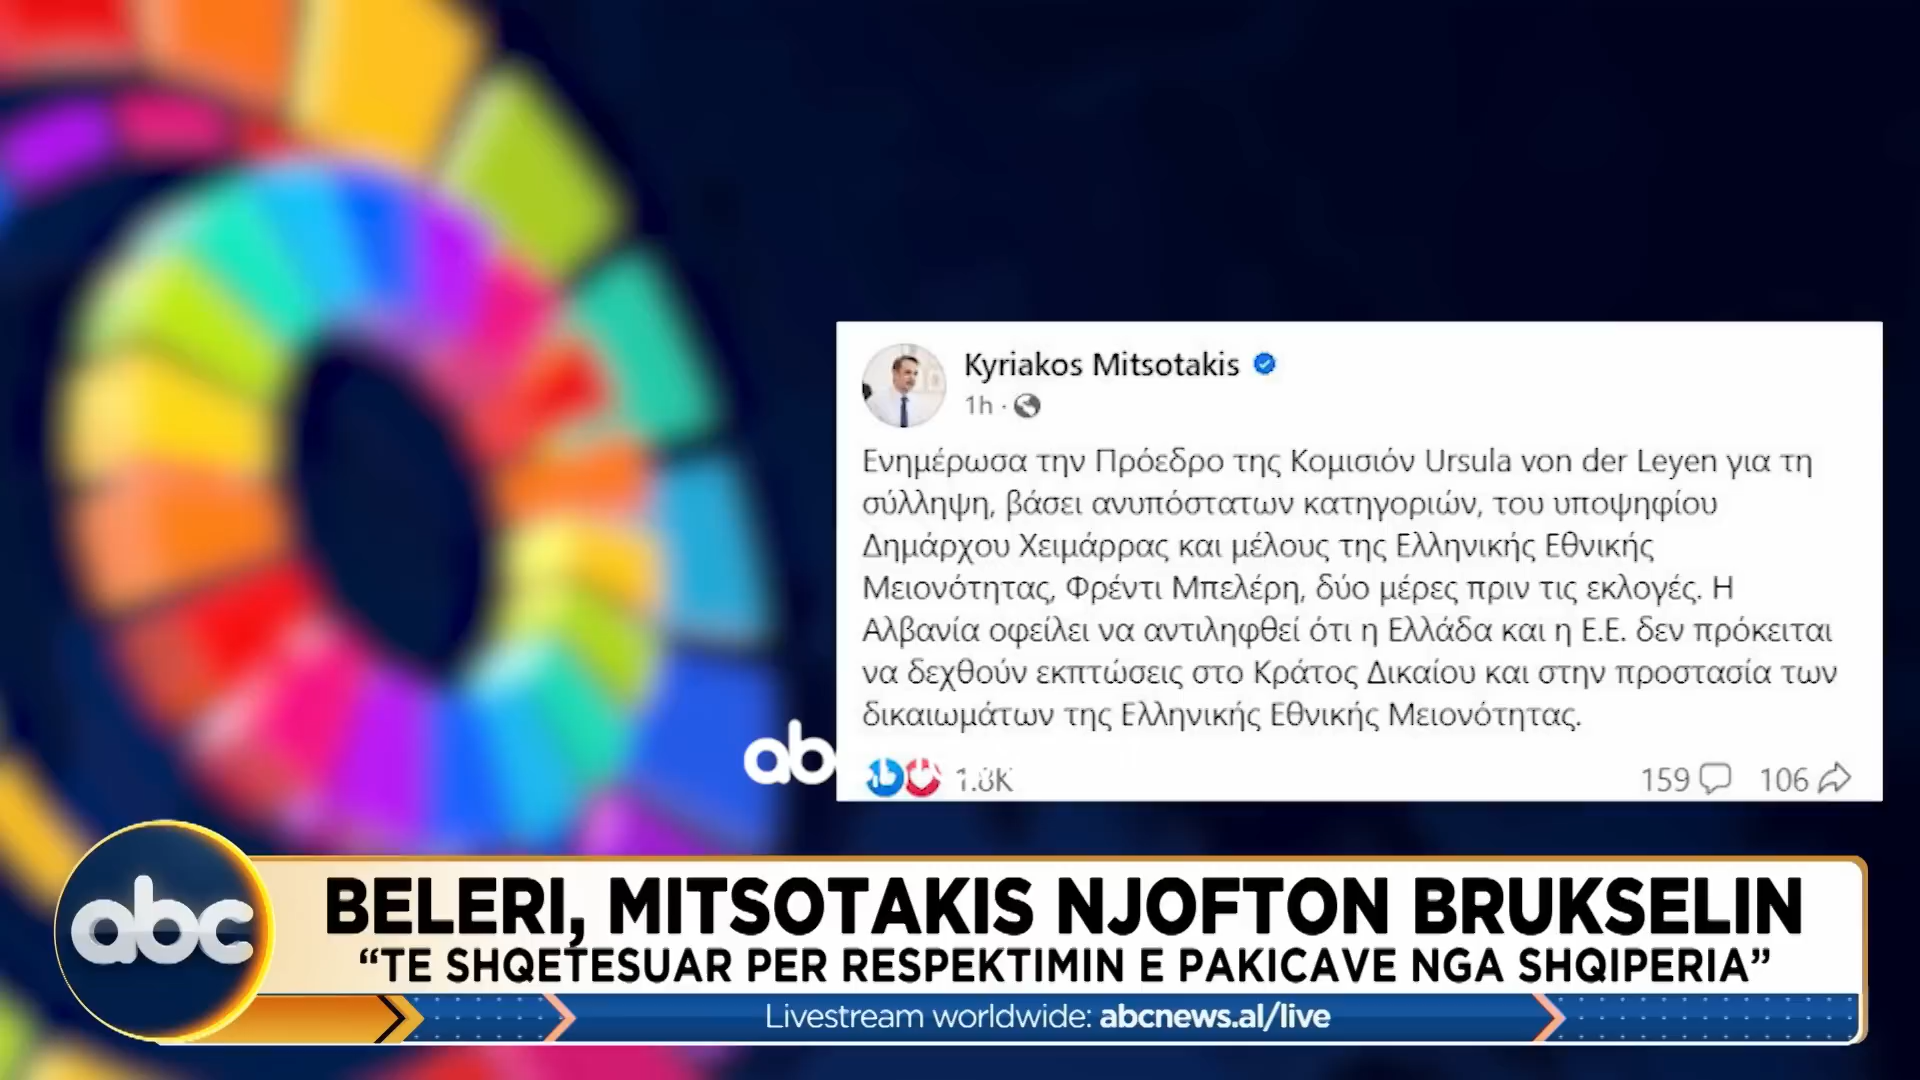 Kyriakos Mitsotakis
1h
Ενημέρωσα την Πρόεδρο της Κομισιόν Ursula von der Leyen για τη
σύλληψη, βάσει ανυπόστατων κατηγοριών, του υποψηφίου
Δημάρχου Χειμάρρας και μέλους της Ελληνικής Εθνικής
Μειονότητας, Φρέντι Μπελέρη, δύο μέρες πριν τις εκλογές. Η
Αλβανία οφείλει να αντιληφθεί ότι η Ελλάδα και η Ε.Ε. δεν πρόκειται
να δεχθούν εκπτώσεις στο Κράτος Δικαίου και στην προστασία των
δικαιωμάτων της Ελληνικής Εθνικής Μειονότητας.
1.8K
159 106
abc
BELERI, MITSOTAKIS NJOFTON BRUKSELIN
“TE SHQETESUAR PER RESPEKTIMIN E PAKICAVE NGA SHQIPERIA”
Livestream worldwide: abcnews.al/live